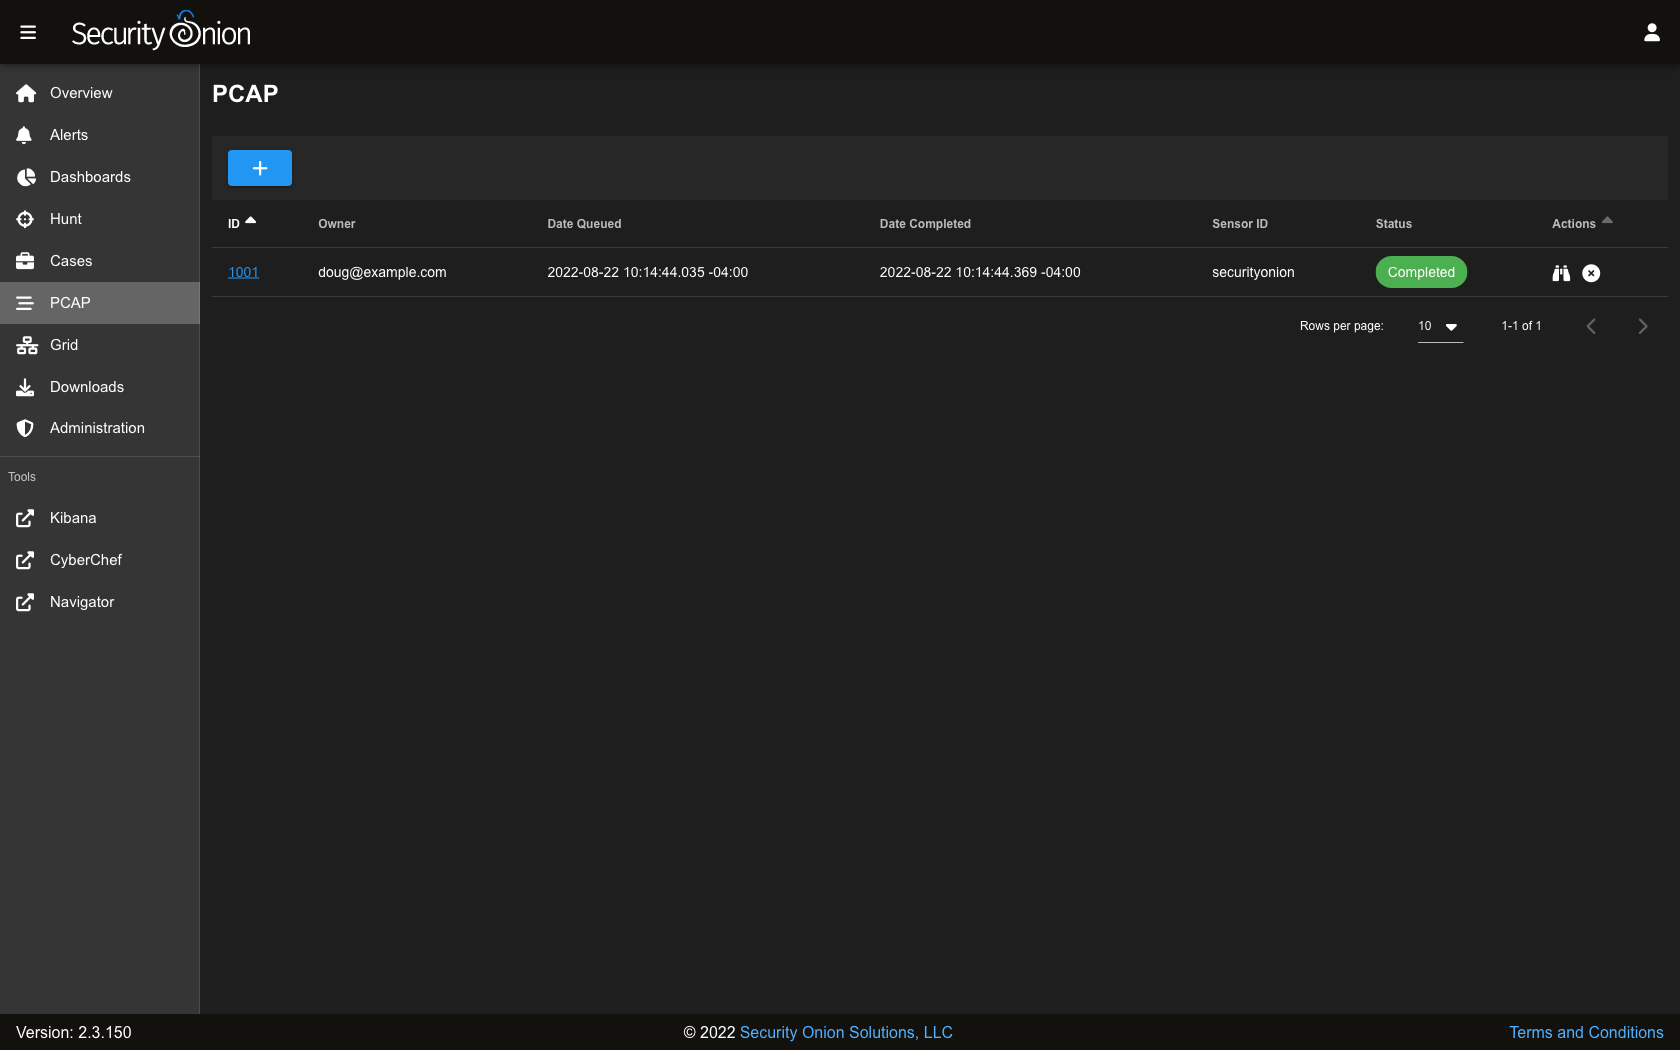 Security Onion
Overview
Alerts
Dashboards
Hunt
Cases
PCAP
Grid
Downloads
Administration
Tools
Kibana
CyberChef
Navigator
PCAP
ID Owner Date Queued Date Completed Sensor ID Status Actions
1001 doug@example.com 2022-08-22 10:14:44.035 -04:00 2022-08-22 10:14:44.369 -04:00 securityonion Completed
Rows per page: 10 1-1 of 1
Version: 2.3.150 © 2022 Security Onion Solutions, LLC Terms and Conditions